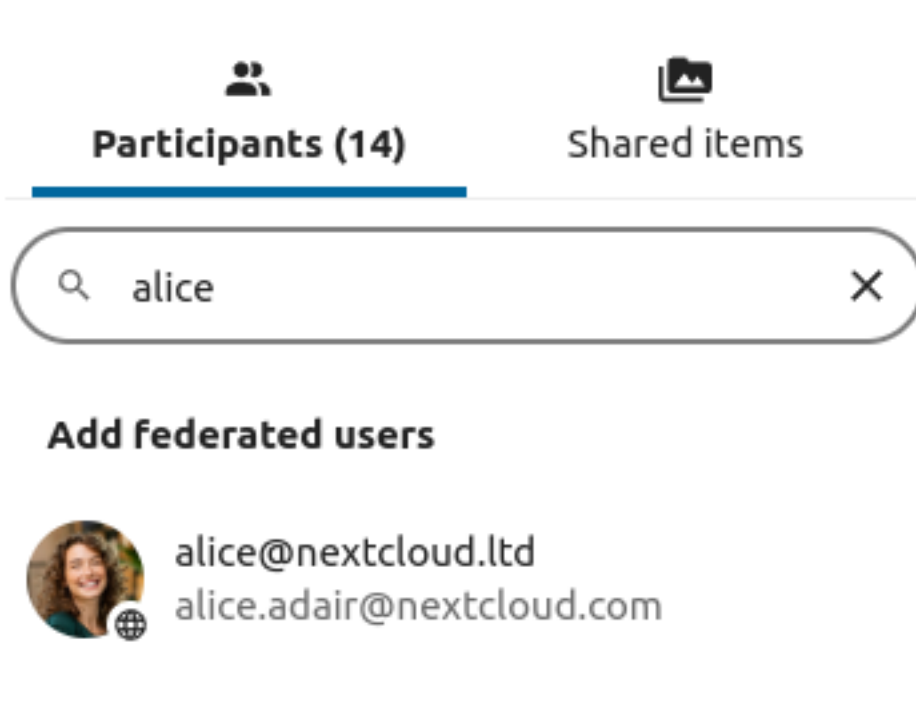 Participants (14)
Shared items
alice
Add federated users
alice@nextcloud.ltd
alice.adair@nextcloud.com